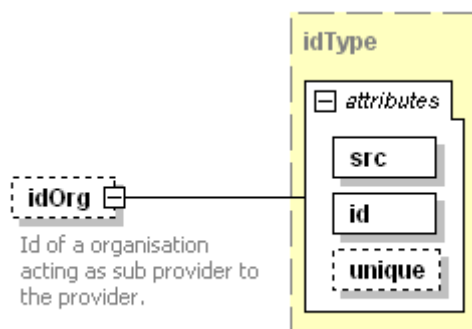 idType
attributes
src
id
unique
idOrg
Id of a organisation
acting as sub provider to
the provider.